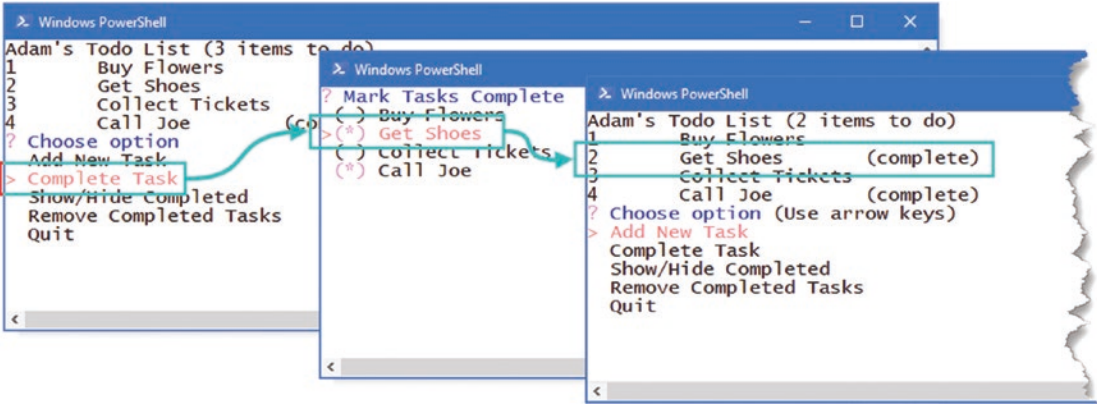 Windows PowerShell
Adam's Todo List (3 items to do)
1 Buy Flowers
2 Get Shoes
3 Collect Tickets
4 Call Joe (co
? Choose option
Add New Task
> Complete Task
Show/Hide Completed
Remove Completed Tasks
Quit
Windows PowerShell
? Mark Tasks Complete
( ) Buy Flowers
>(*) Get Shoes
( ) Collect Tickets
(*) Call Joe
Windows PowerShell
Adam's Todo List (2 items to do)
1 Buy Flowers
2 Get Shoes (complete)
3 Collect Tickets
4 Call Joe (complete)
? Choose option (Use arrow keys)
> Add New Task
Complete Task
Show/Hide Completed
Remove Completed Tasks
Quit